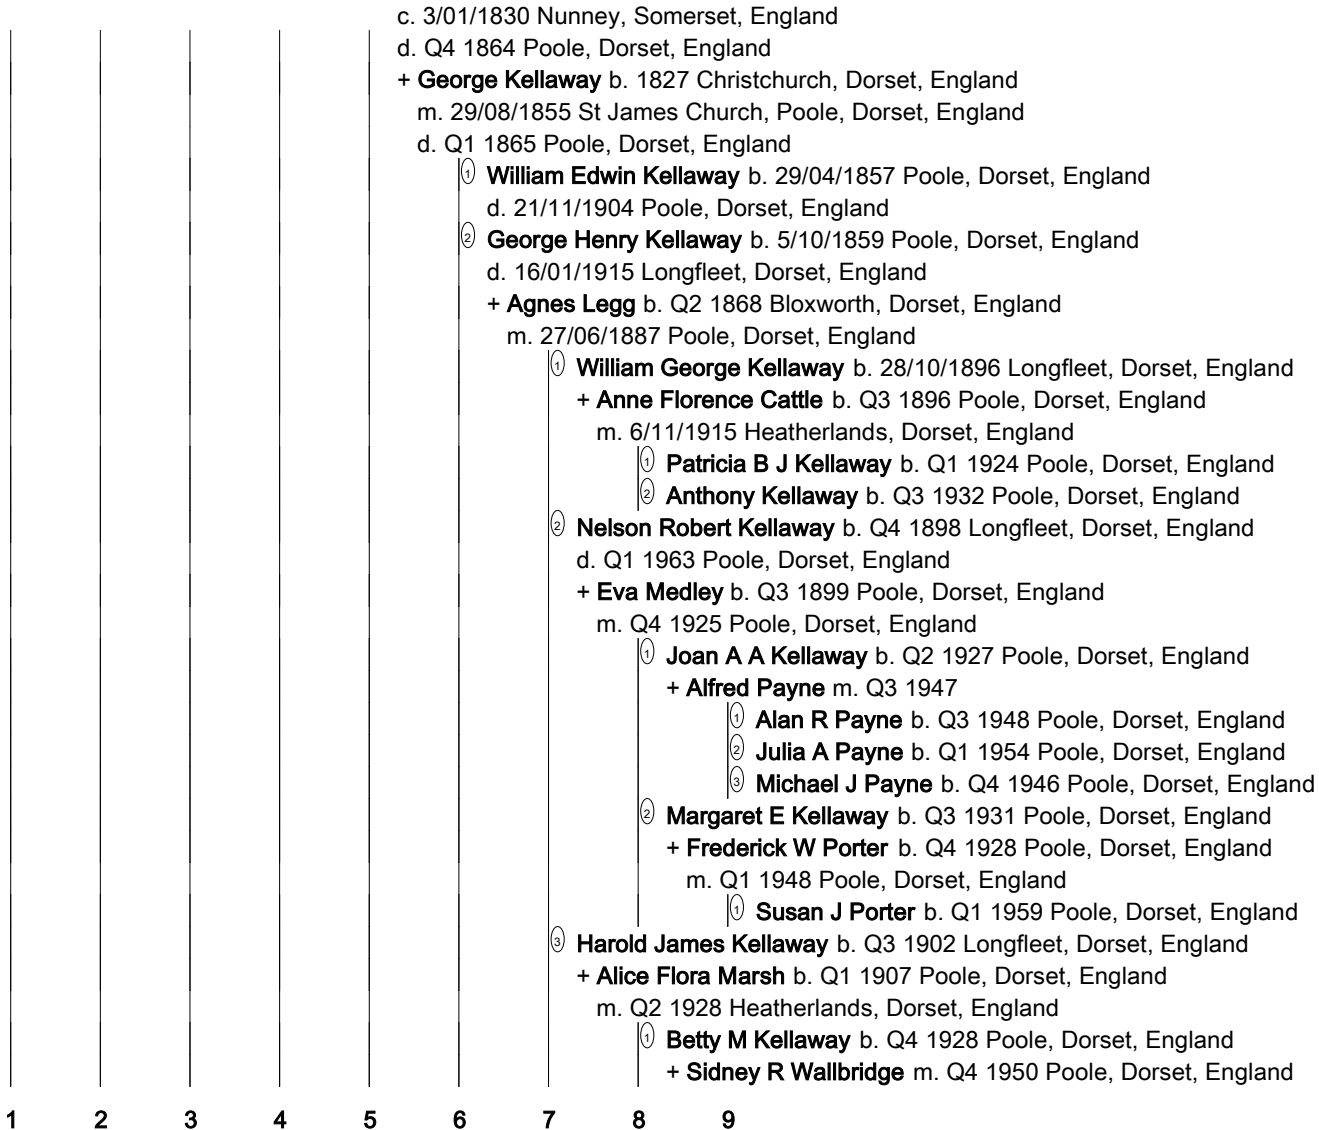 c. 3/01/1830 Nunney, Somerset, England
d. Q4 1864 Poole, Dorset, England
+ George Kellaway b. 1827 Christchurch, Dorset, England
m. 29/08/1855 St James Church, Poole, Dorset, England
d. Q1 1865 Poole, Dorset, England
1 William Edwin Kellaway b. 29/04/1857 Poole, Dorset, England
d. 21/11/1904 Poole, Dorset, England
2 George Henry Kellaway b. 5/10/1859 Poole, Dorset, England
d. 16/01/1915 Longfleet, Dorset, England
+ Agnes Legg b. Q2 1868 Bloxworth, Dorset, England
m. 27/06/1887 Poole, Dorset, England
1 William George Kellaway b. 28/10/1896 Longfleet, Dorset, England
+ Anne Florence Cattle b. Q3 1896 Poole, Dorset, England
m. 6/11/1915 Heatherlands, Dorset, England
1 Patricia B J Kellaway b. Q1 1924 Poole, Dorset, England
2 Anthony Kellaway b. Q3 1932 Poole, Dorset, England
2 Nelson Robert Kellaway b. Q4 1898 Longfleet, Dorset, England
d. Q1 1963 Poole, Dorset, England
+ Eva Medley b. Q3 1899 Poole, Dorset, England
m. Q4 1925 Poole, Dorset, England
1 Joan A A Kellaway b. Q2 1927 Poole, Dorset, England
+ Alfred Payne m. Q3 1947
1 Alan R Payne b. Q3 1948 Poole, Dorset, England
2 Julia A Payne b. Q1 1954 Poole, Dorset, England
3 Michael J Payne b. Q4 1946 Poole, Dorset, England
2 Margaret E Kellaway b. Q3 1931 Poole, Dorset, England
+ Frederick W Porter b. Q4 1928 Poole, Dorset, England
m. Q1 1948 Poole, Dorset, England
1 Susan J Porter b. Q1 1959 Poole, Dorset, England
3 Harold James Kellaway b. Q3 1902 Longfleet, Dorset, England
+ Alice Flora Marsh b. Q1 1907 Poole, Dorset, England
m. Q2 1928 Heatherlands, Dorset, England
1 Betty M Kellaway b. Q4 1928 Poole, Dorset, England
+ Sidney R Wallbridge m. Q4 1950 Poole, Dorset, England
1 2 3 4 5 6 7 8 9